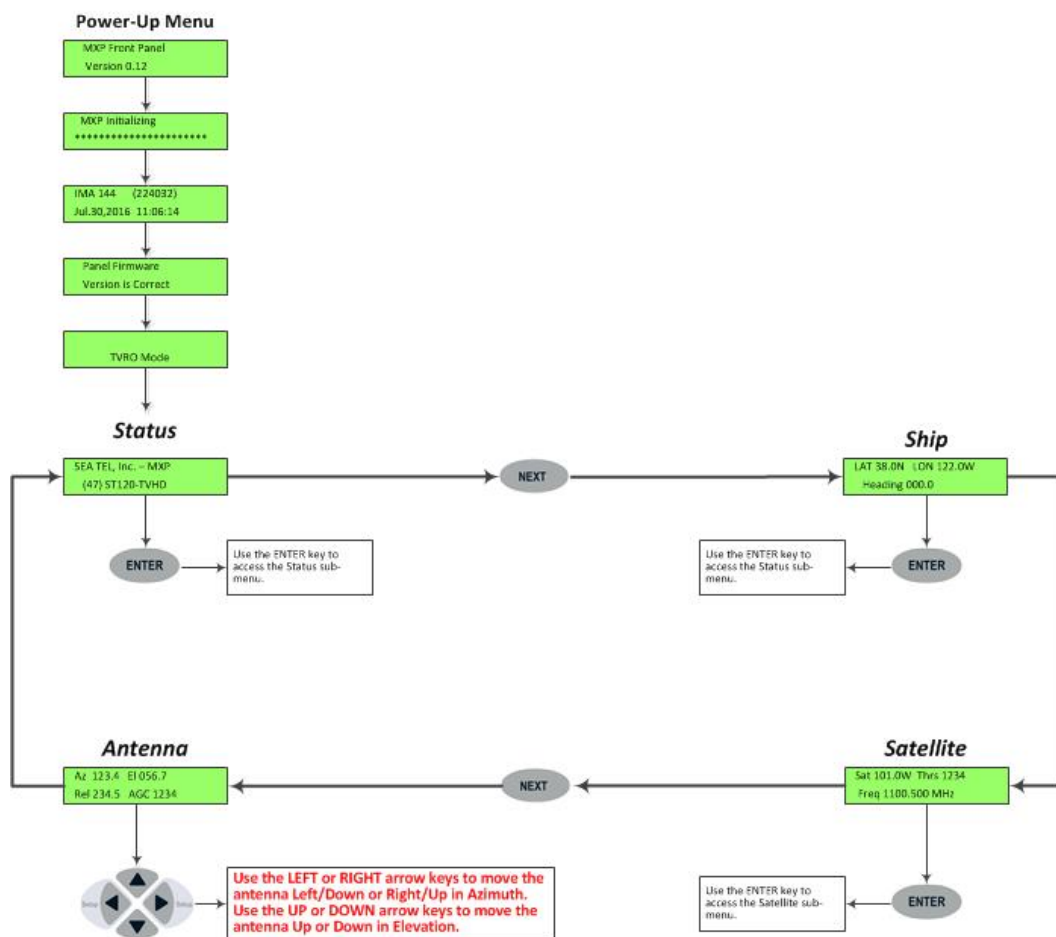 Power-Up Menu
MXP Front Panel
Version 0.12
MXP Initializing
**********************
IMA 144 (224032)
Jul.30,2016 11:06:14
Panel Firmware
Version is Correct
TVRO Mode
Status
SEA TEL, Inc. – MXP
(47) ST120-TVHD
NEXT
Ship
LAT 38.0N LON 122.0W
Heading 000.0
ENTER
Use the ENTER key to
access the Status sub-
menu.
Use the ENTER key to
access the Status sub-
menu.
ENTER
Antenna
Az 123.4 El 056.7
Rel 234.5 AGC 1234
NEXT
Satellite
Sat 101.0W Thrs 1234
Freq 1100.500 MHz
Setup
Setup
Use the LEFT or RIGHT arrow keys to move the
antenna Left/Down or Right/Up in Azimuth.
Use the UP or DOWN arrow keys to move the
antenna Up or Down in Elevation.
Use the ENTER key to
access the Satellite sub-
menu.
ENTER